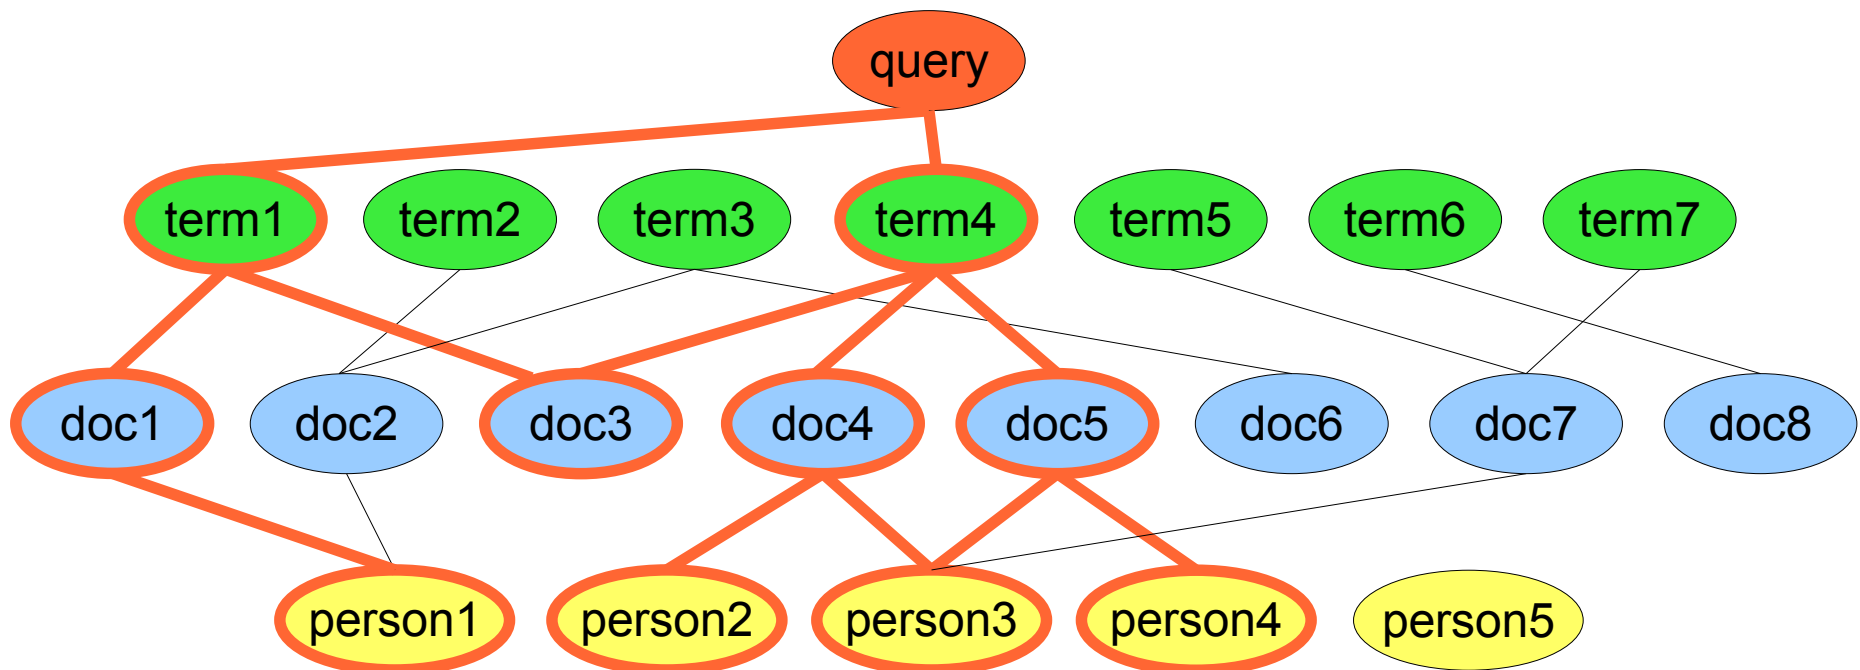 query
term1 term2 term3 term4 term5 term6 term7
doc1 doc2 doc3 doc4 doc5 doc6 doc7 doc8
person1 person2 person3 person4 person5